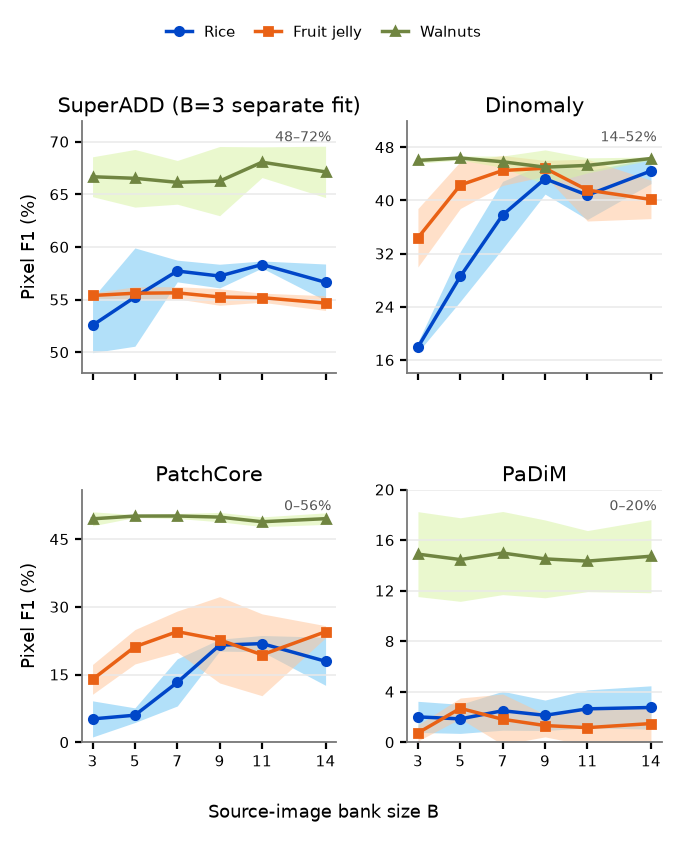 Rice Fruit jelly Walnuts
SuperADD (B=3 separate fit)
48–72%
70
65
60
55
50
Pixel F1 (%)
Dinomaly
14–52%
48
40
32
24
16
PatchCore
0–56%
45
30
15
0
Pixel F1 (%)
3 5 7 9 11 14
PaDiM
0–20%
20
16
12
8
4
0
3 5 7 9 11 14
Source-image bank size B